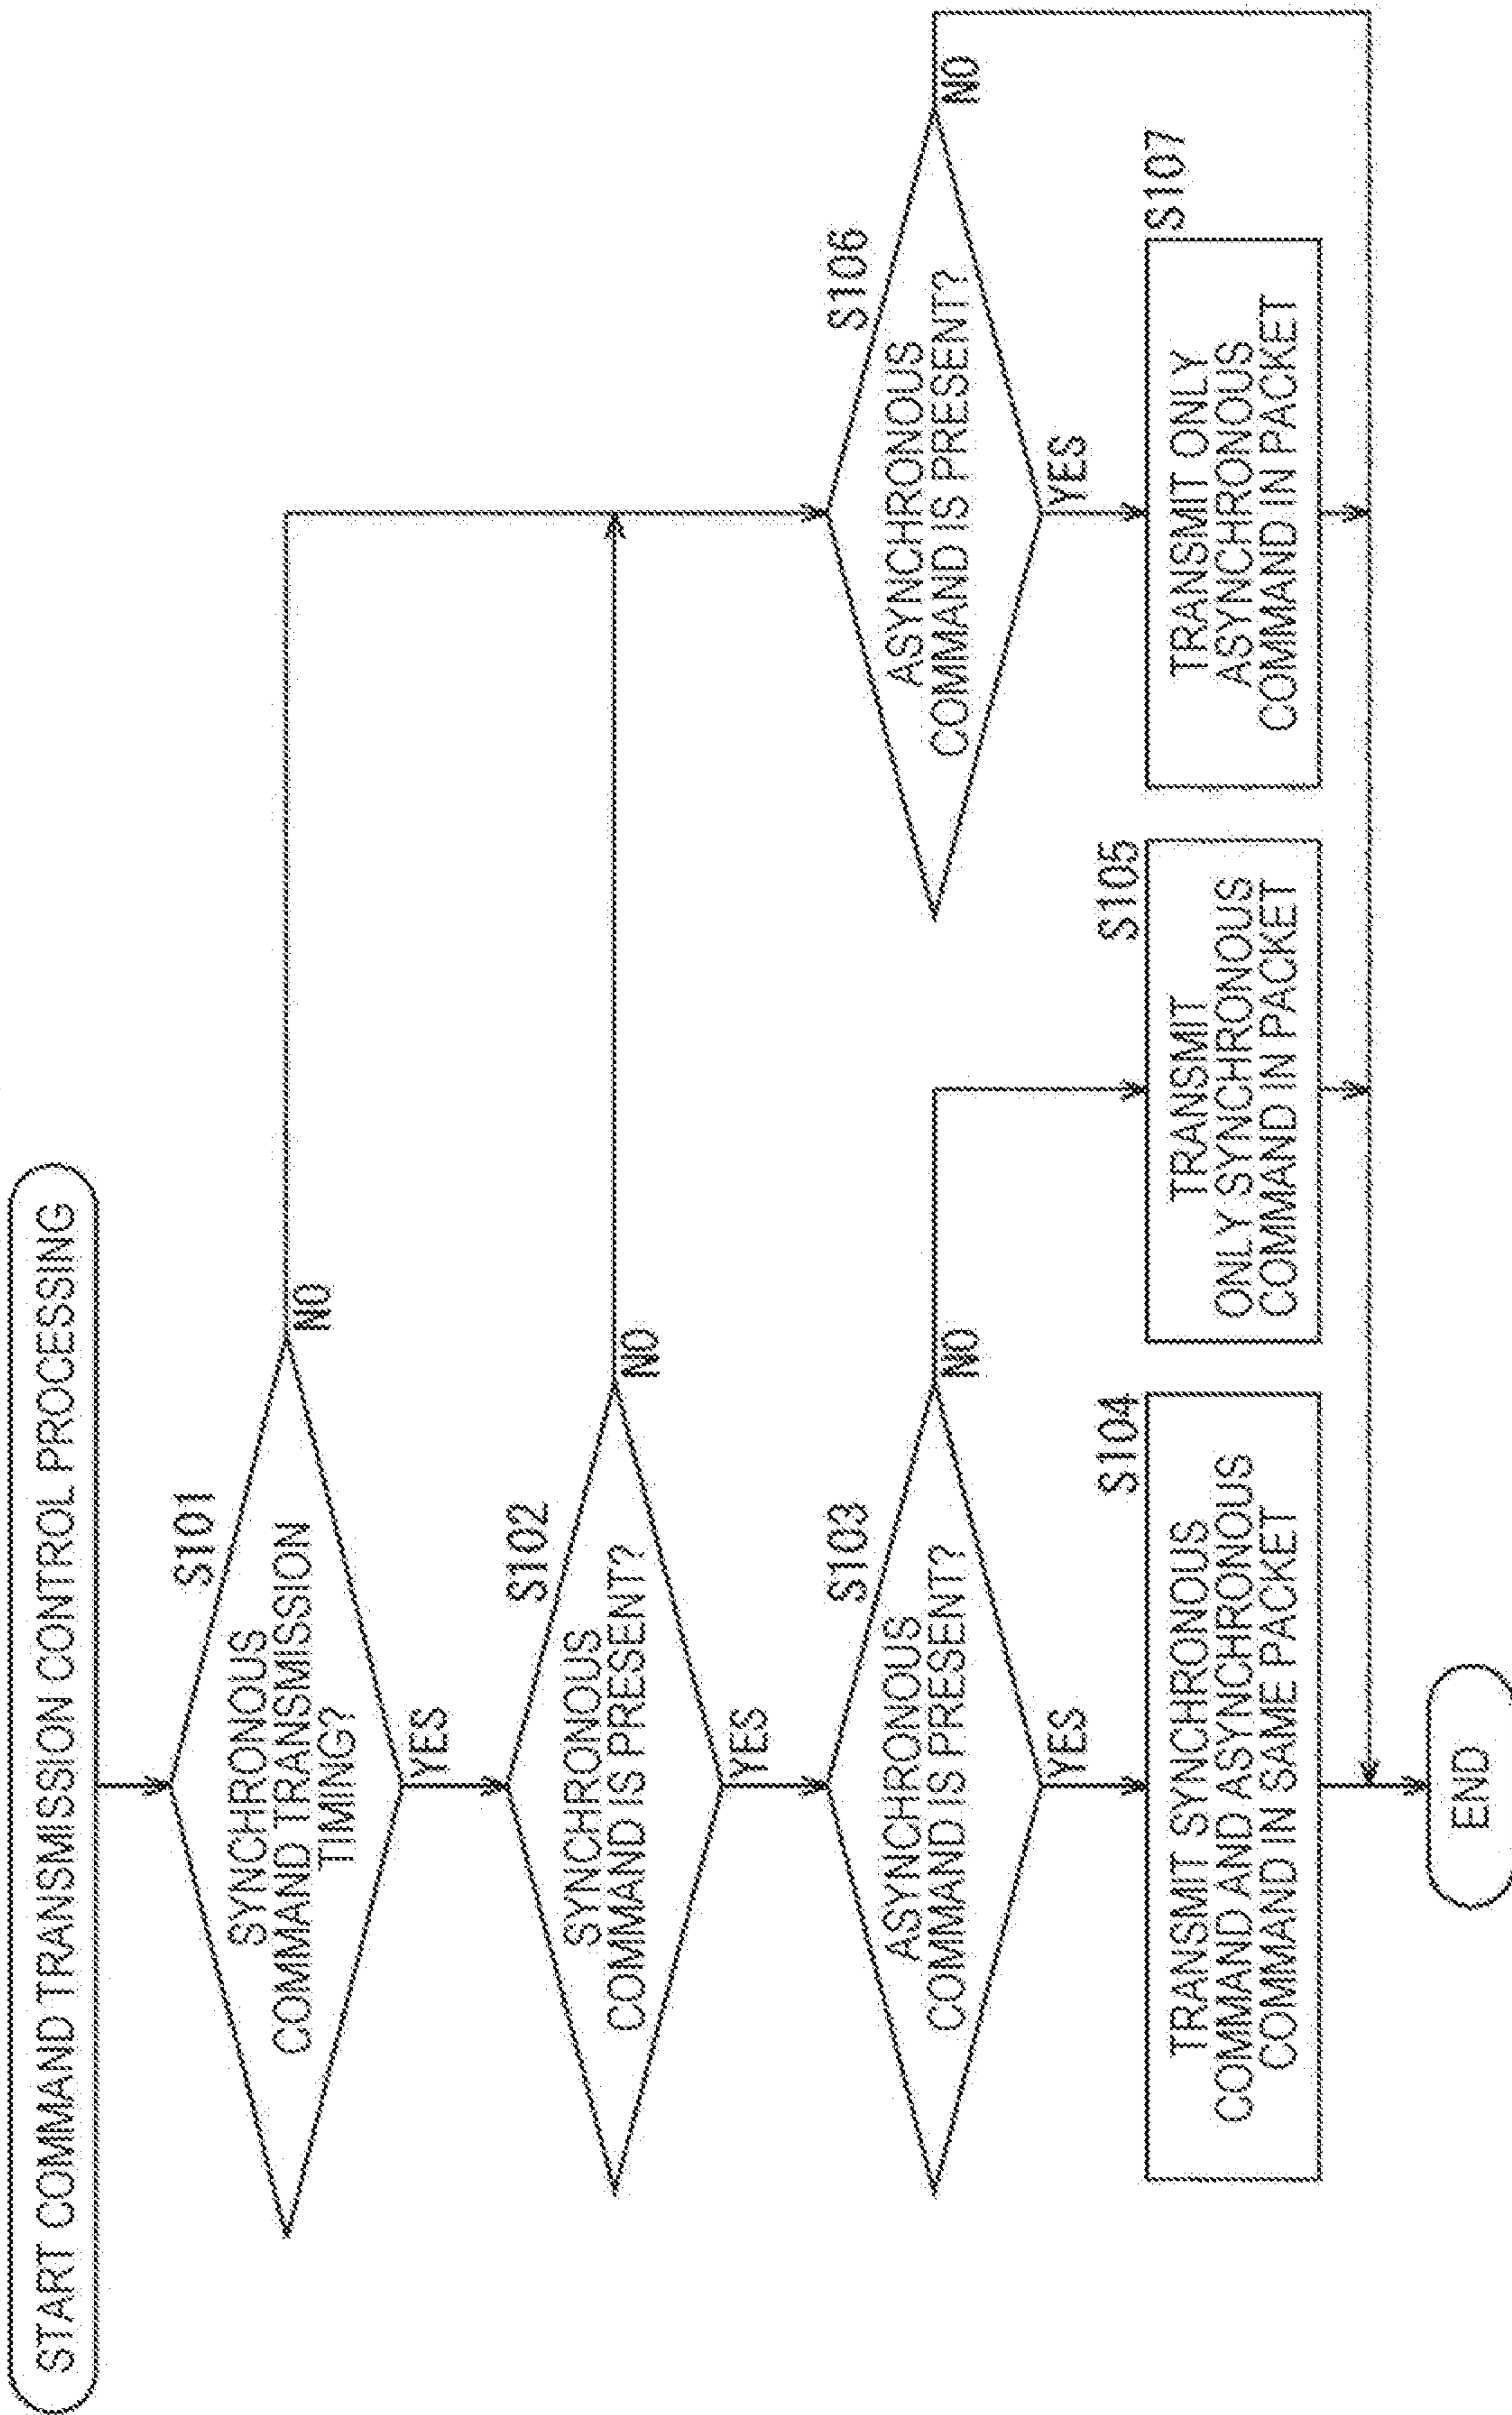 START COMMAND TRANSMISSION CONTROL PROCESSING
S101
SYNCHRONOUS
COMMAND TRANSMISSION
TIMING?
NO
YES
S102
SYNCHRONOUS
COMMAND IS PRESENT?
NO
YES
S103
ASYNCHRONOUS
COMMAND IS PRESENT?
NO
YES
S106
ASYNCHRONOUS
COMMAND IS PRESENT?
NO
YES
S104
TRANSMIT SYNCHRONOUS
COMMAND AND ASYNCHRONOUS
COMMAND IN SAME PACKET
S105
TRANSMIT
ONLY SYNCHRONOUS
COMMAND IN PACKET
S107
TRANSMIT ONLY
ASYNCHRONOUS
COMMAND IN PACKET
END